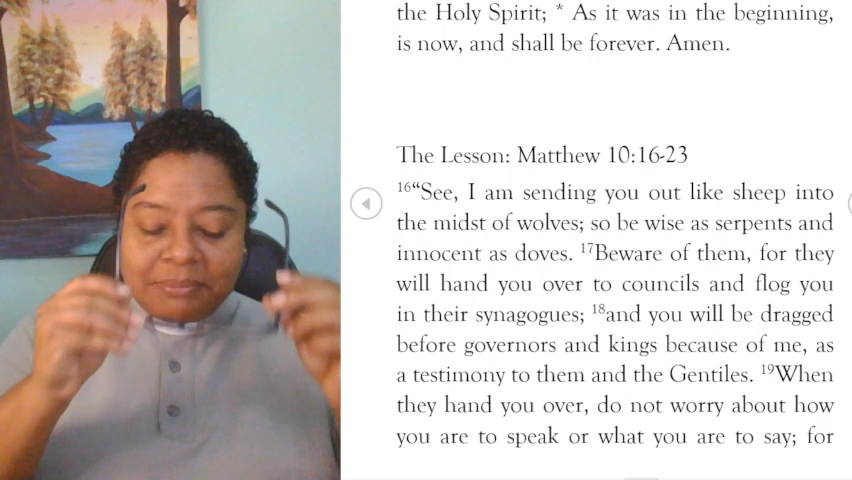 the Holy Spirit; * As it was in the beginning,
is now, and shall be forever. Amen.
The Lesson: Matthew 10:16-23
16“See, I am sending you out like sheep into
the midst of wolves; so be wise as serpents and
innocent as doves. 17Beware of them, for they
will hand you over to councils and flog you
in their synagogues; 18and you will be dragged
before governors and kings because of me, as
a testimony to them and the Gentiles. 19When
they hand you over, do not worry about how
you are to speak or what you are to say; for